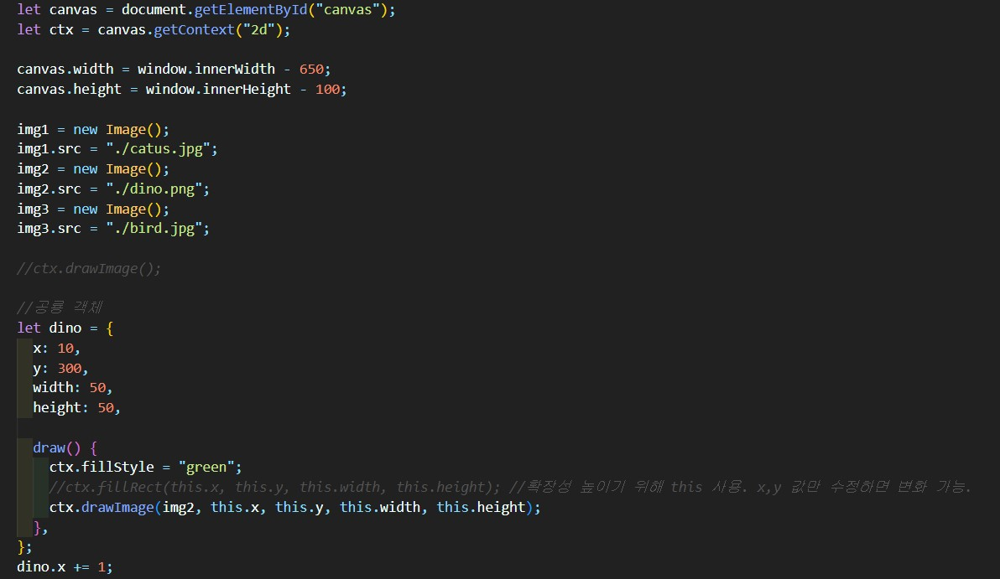 let canvas = document.getElementById("canvas");
let ctx = canvas.getContext("2d");
canvas.width = window.innerWidth - 650;
canvas.height = window.innerHeight - 100;
img1 = new Image();
img1.src = "./catus.jpg";
img2 = new Image();
img2.src = "./dino.png";
img3 = new Image();
img3.src = "./bird.jpg";
//ctx.drawImage();
//공룡 객체
let dino = {
x: 10,
y: 300,
width: 50,
height: 50,
draw() {
ctx.fillStyle = "green";
//ctx.fillRect(this.x, this.y, this.width, this.height); //확장성 높이기 위해 this 사용. x,y 값만 수정하면 변화 가능.
ctx.drawImage(img2, this.x, this.y, this.width, this.height);
},
};
dino.x += 1;